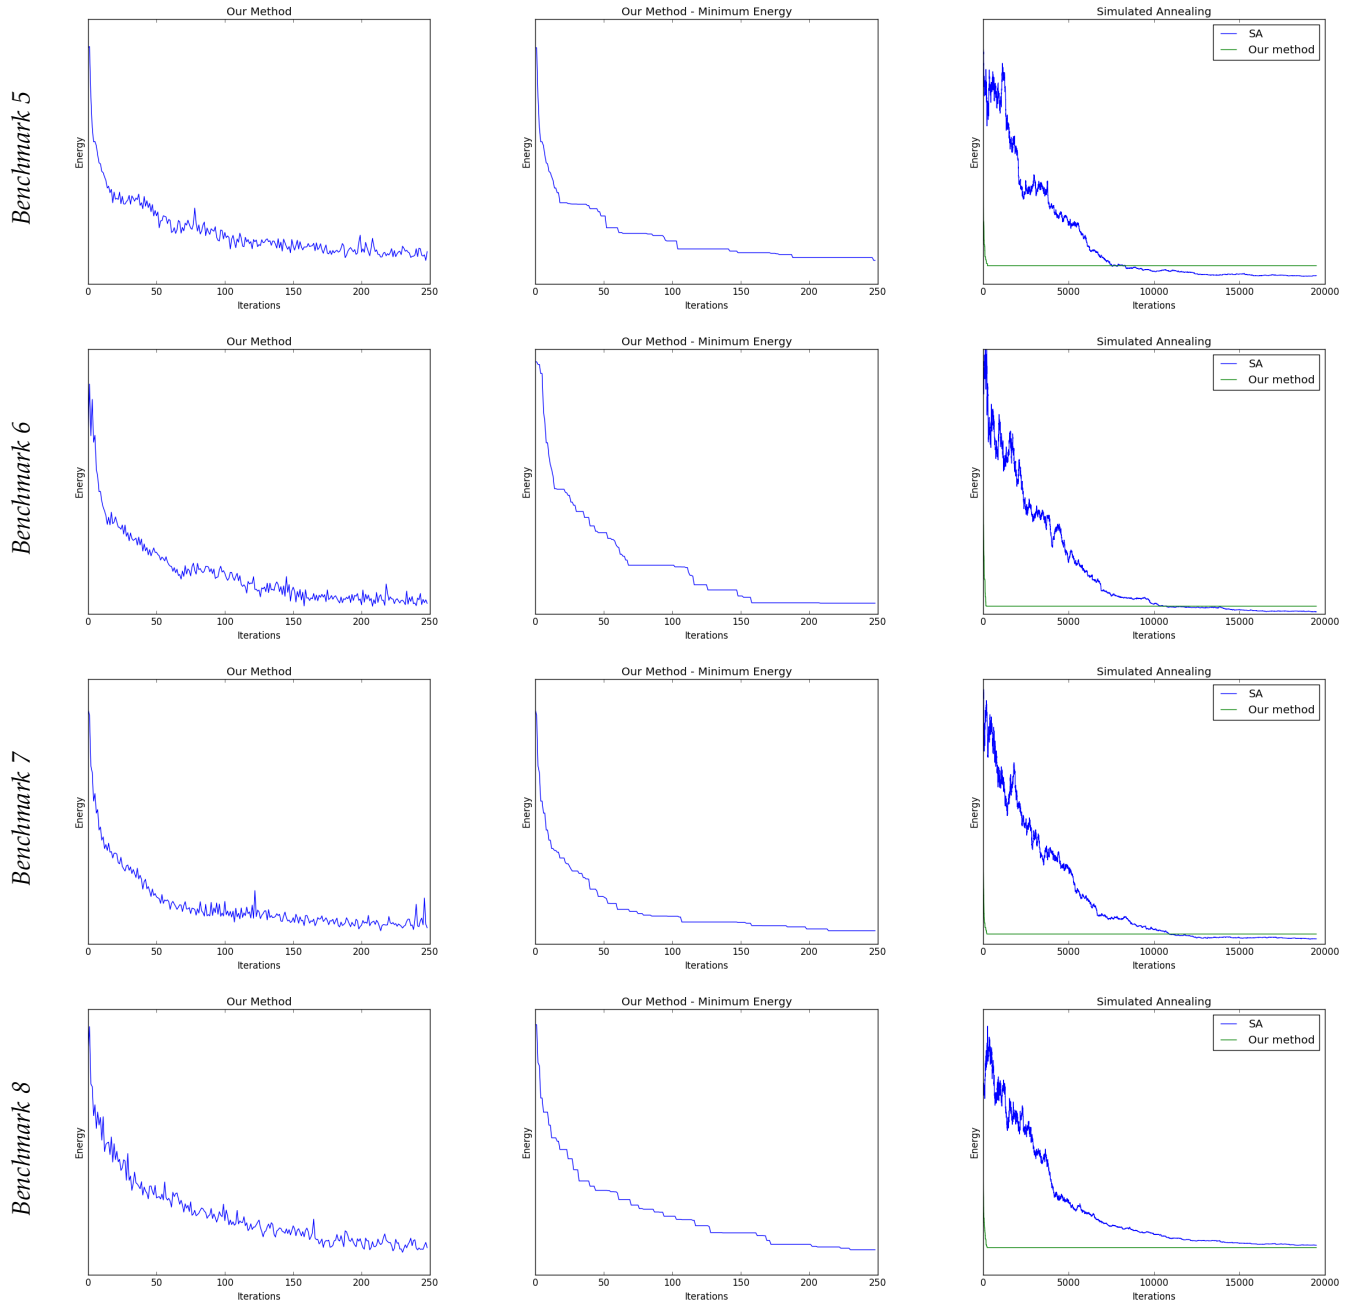 Benchmark 5
Our Method
Energy
0 50 100 150 200 250
Iterations
Our Method - Minimum Energy
Energy
0 50 100 150 200 250
Iterations
Simulated Annealing
SA
Our method
Energy
0 5000 10000 15000 20000
Iterations
Benchmark 6
Our Method
Energy
0 50 100 150 200 250
Iterations
Our Method - Minimum Energy
Energy
0 50 100 150 200 250
Iterations
Simulated Annealing
SA
Our method
Energy
0 5000 10000 15000 20000
Iterations
Benchmark 7
Our Method
Energy
0 50 100 150 200 250
Iterations
Our Method - Minimum Energy
Energy
0 50 100 150 200 250
Iterations
Simulated Annealing
SA
Our method
Energy
0 5000 10000 15000 20000
Iterations
Benchmark 8
Our Method
Energy
0 50 100 150 200 250
Iterations
Our Method - Minimum Energy
Energy
0 50 100 150 200 250
Iterations
Simulated Annealing
SA
Our method
Energy
0 5000 10000 15000 20000
Iterations